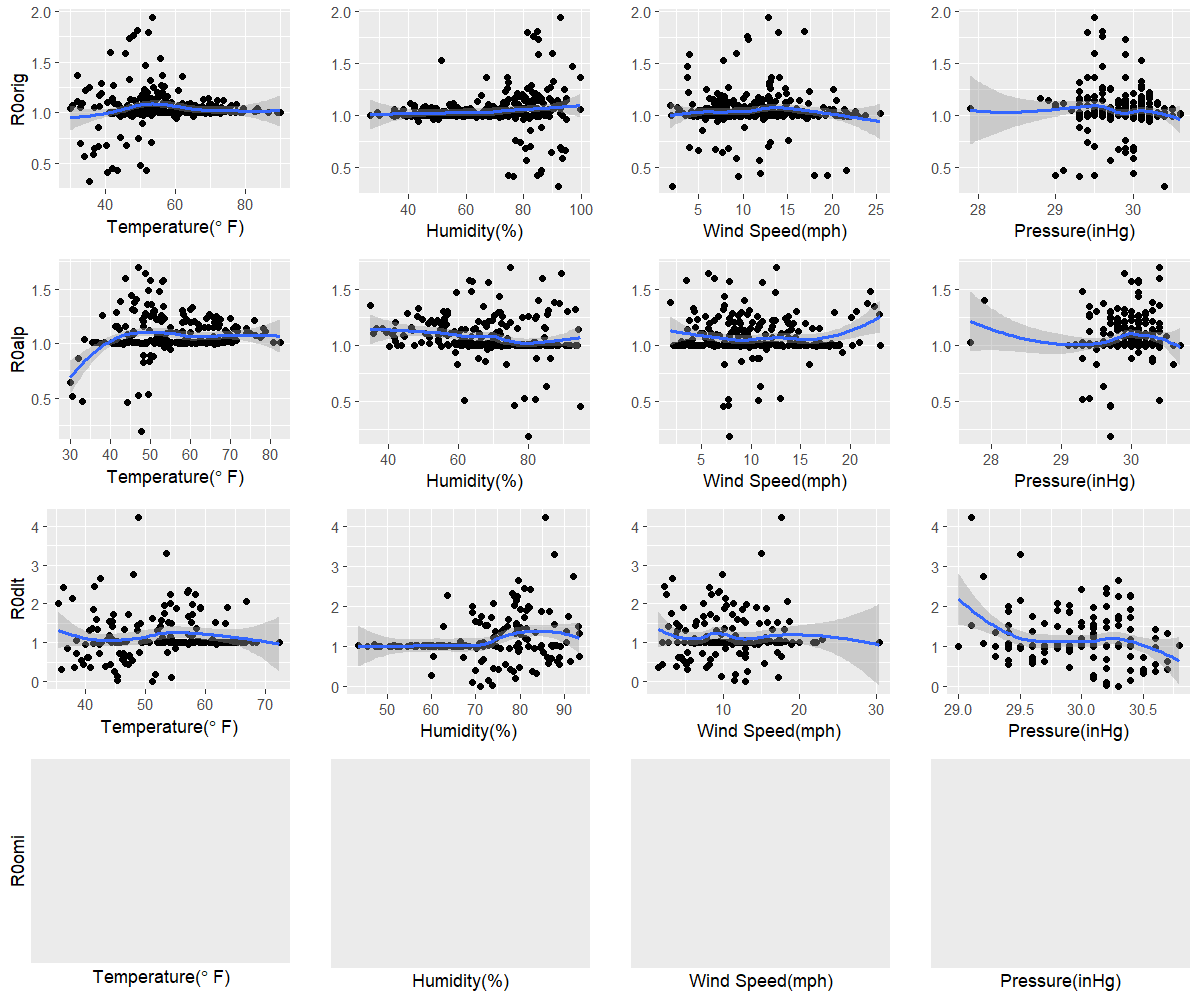 2.0 2.0 2.0 2.0
1.5 1.5 1.5 1.5
R0orig
1.0 1.0 1.0 1.0
0.5 0.5 0.5 0.5
40 60 80 40 60 80 100 5 10 15 20 25 28 29 30
Temperature(° F) Humidity(%) Wind Speed(mph) Pressure(inHg)
1.5 1.5 1.5 1.5
R0alp
1.0 1.0 1.0 1.0
0.5 0.5 0.5 0.5
30 40 50 60 70 80 40 60 80 5 10 15 20 27 28 29 30
Temperature(° F) Humidity(%) Wind Speed(mph) Pressure(inHg)
4 4 4 4
3 3 3 3
R0dlt
2 2 2 2
1 1 1 1
0 0 0 0
40 50 60 70 50 60 70 80 90 0 10 20 30 29.0 29.5 30.0 30.5
Temperature(° F) Humidity(%) Wind Speed(mph) Pressure(inHg)
R0omi
Temperature(° F) Humidity(%) Wind Speed(mph) Pressure(inHg)